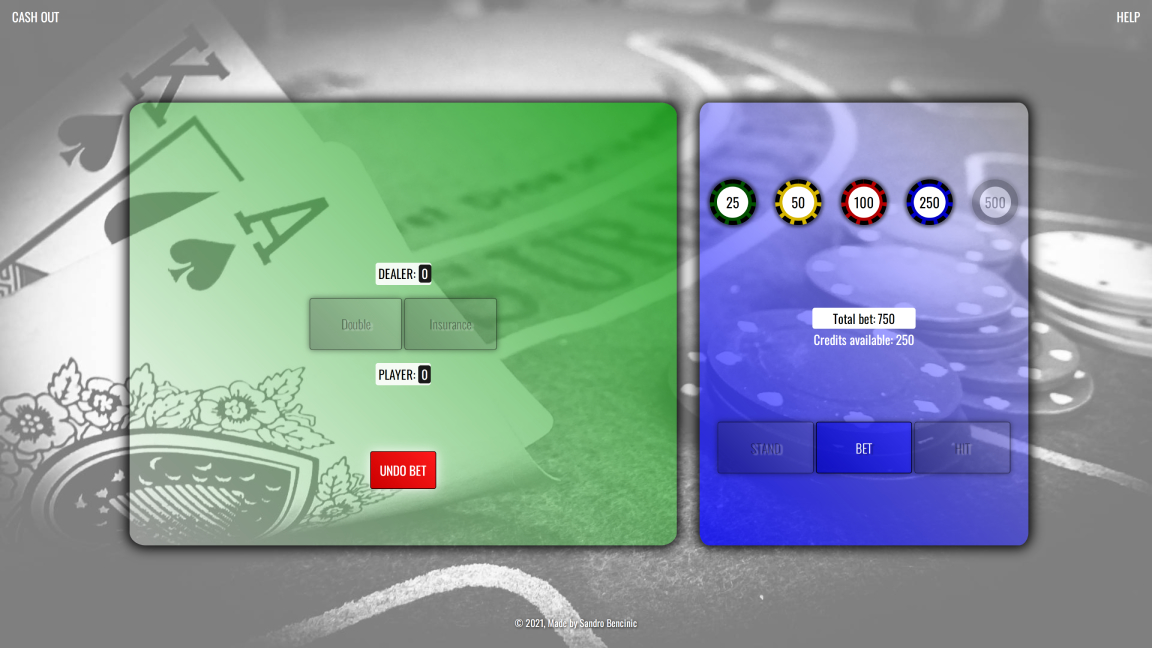 CASH OUT
HELP
K
A
25 50 100 250 500
DEALER: 0
Double Insurance
PLAYER: 0
Total bet: 750
Credits available: 250
STAND BET HIT
UNDO BET
© 2021, Made by Sandro Bencinic